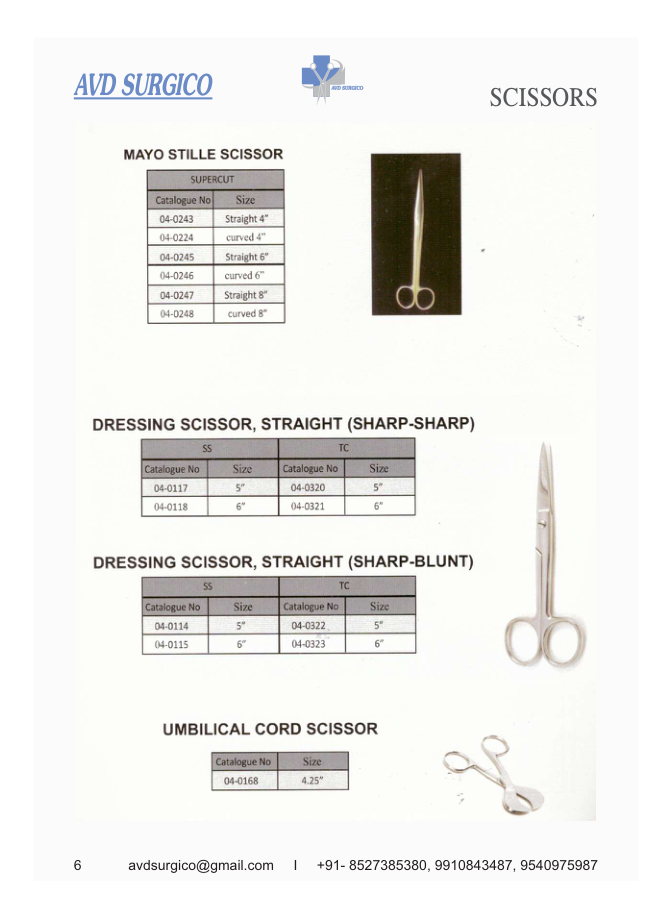 AVD SURGICO
AVD SURGICO
SCISSORS
MAYO STILLE SCISSOR
SUPERCUT
Catalogue No Size
04-0243 Straight 4"
04-0224 curved 4"
04-0245 Straight 6"
04-0246 curved 6"
04-0247 Straight 8"
04-0248 curved 8"
DRESSING SCISSOR, STRAIGHT (SHARP-SHARP)
SS TC
Catalogue No Size Catalogue No Size
04-0117 5" 04-0320 5"
04-0118 6" 04-0321 6"
DRESSING SCISSOR, STRAIGHT (SHARP-BLUNT)
SS TC
Catalogue No Size Catalogue No Size
04-0114 5" 04-0322 5"
04-0115 6" 04-0323 6"
UMBILICAL CORD SCISSOR
Catalogue No Size
04-0168 4.25"
6 avdsurgico@gmail.com I +91- 8527385380, 9910843487, 9540975987